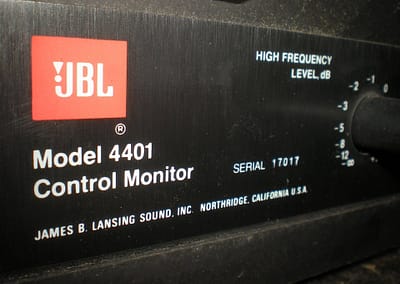 JBL
®
HIGH FREQUENCY
LEVEL, dB
-3 -2 -1 0
-5
-8
-12
-∞
Model 4401
Control Monitor
SERIAL 17017
JAMES B. LANSING SOUND, INC. NORTHRIDGE, CALIFORNIA U.S.A.